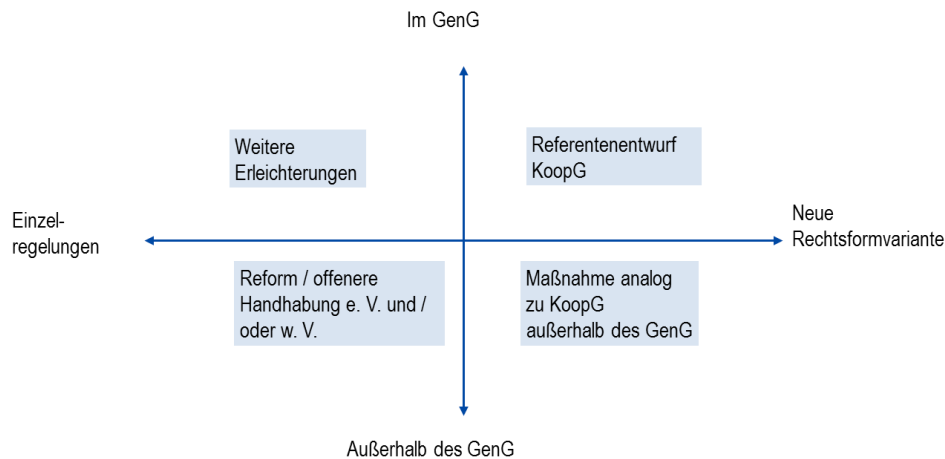 Im GenG
Weitere
Erleichterungen
Referentenentwurf
KoopG
Einzel-
regelungen
Neue
Rechtsformvariante
Reform / offenere
Handhabung e. V. und /
oder w. V.
Maßnahme analog
zu KoopG
außerhalb des GenG
Außerhalb des GenG